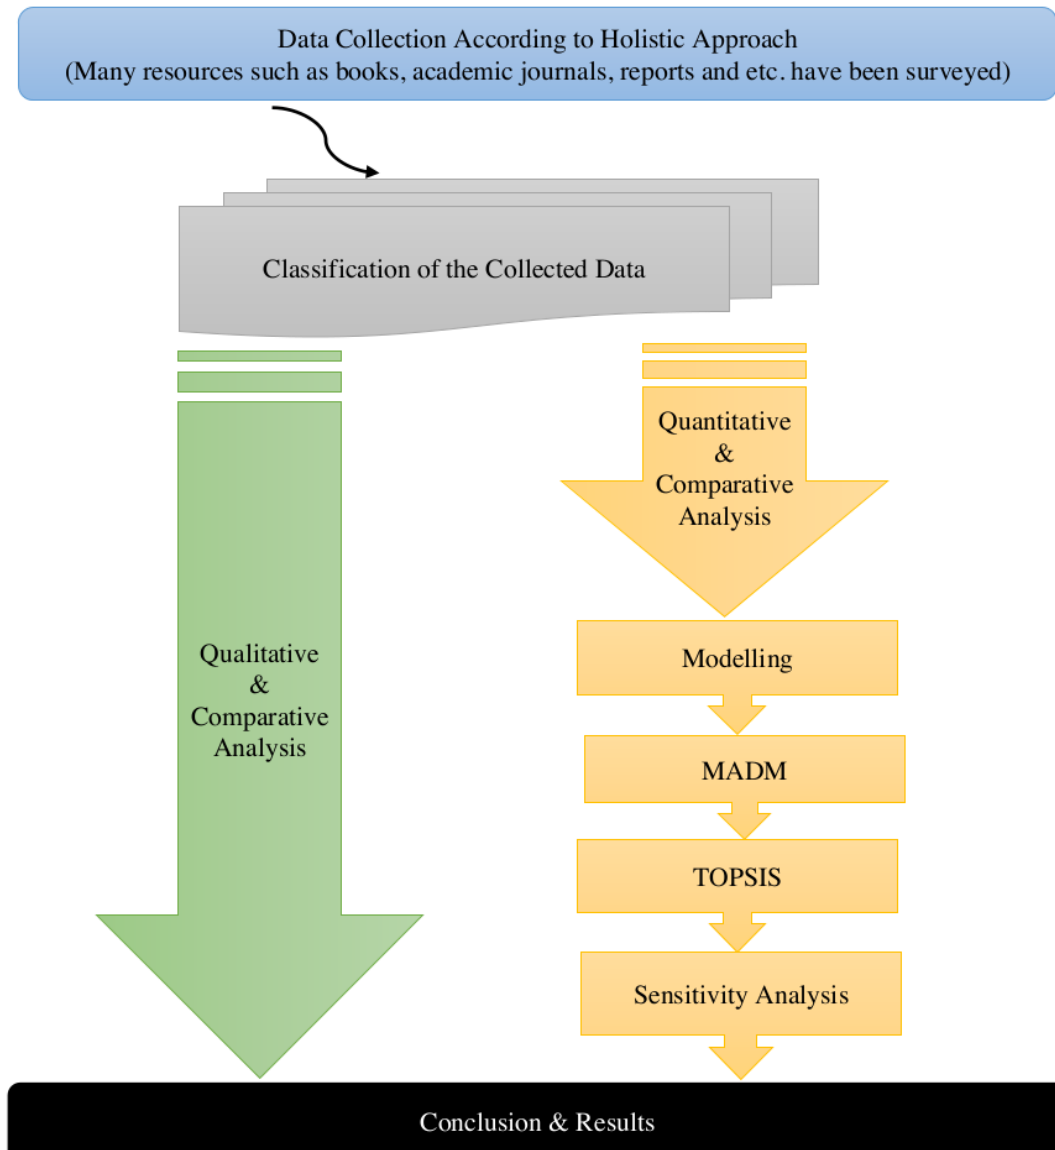 Data Collection According to Holistic Approach
(Many resources such as books, academic journals, reports and etc. have been surveyed)
Classification of the Collected Data
Quantitative
&
Comparative
Analysis
Qualitative
&
Comparative
Analysis
Modelling
MADM
TOPSIS
Sensitivity Analysis
Conclusion & Results